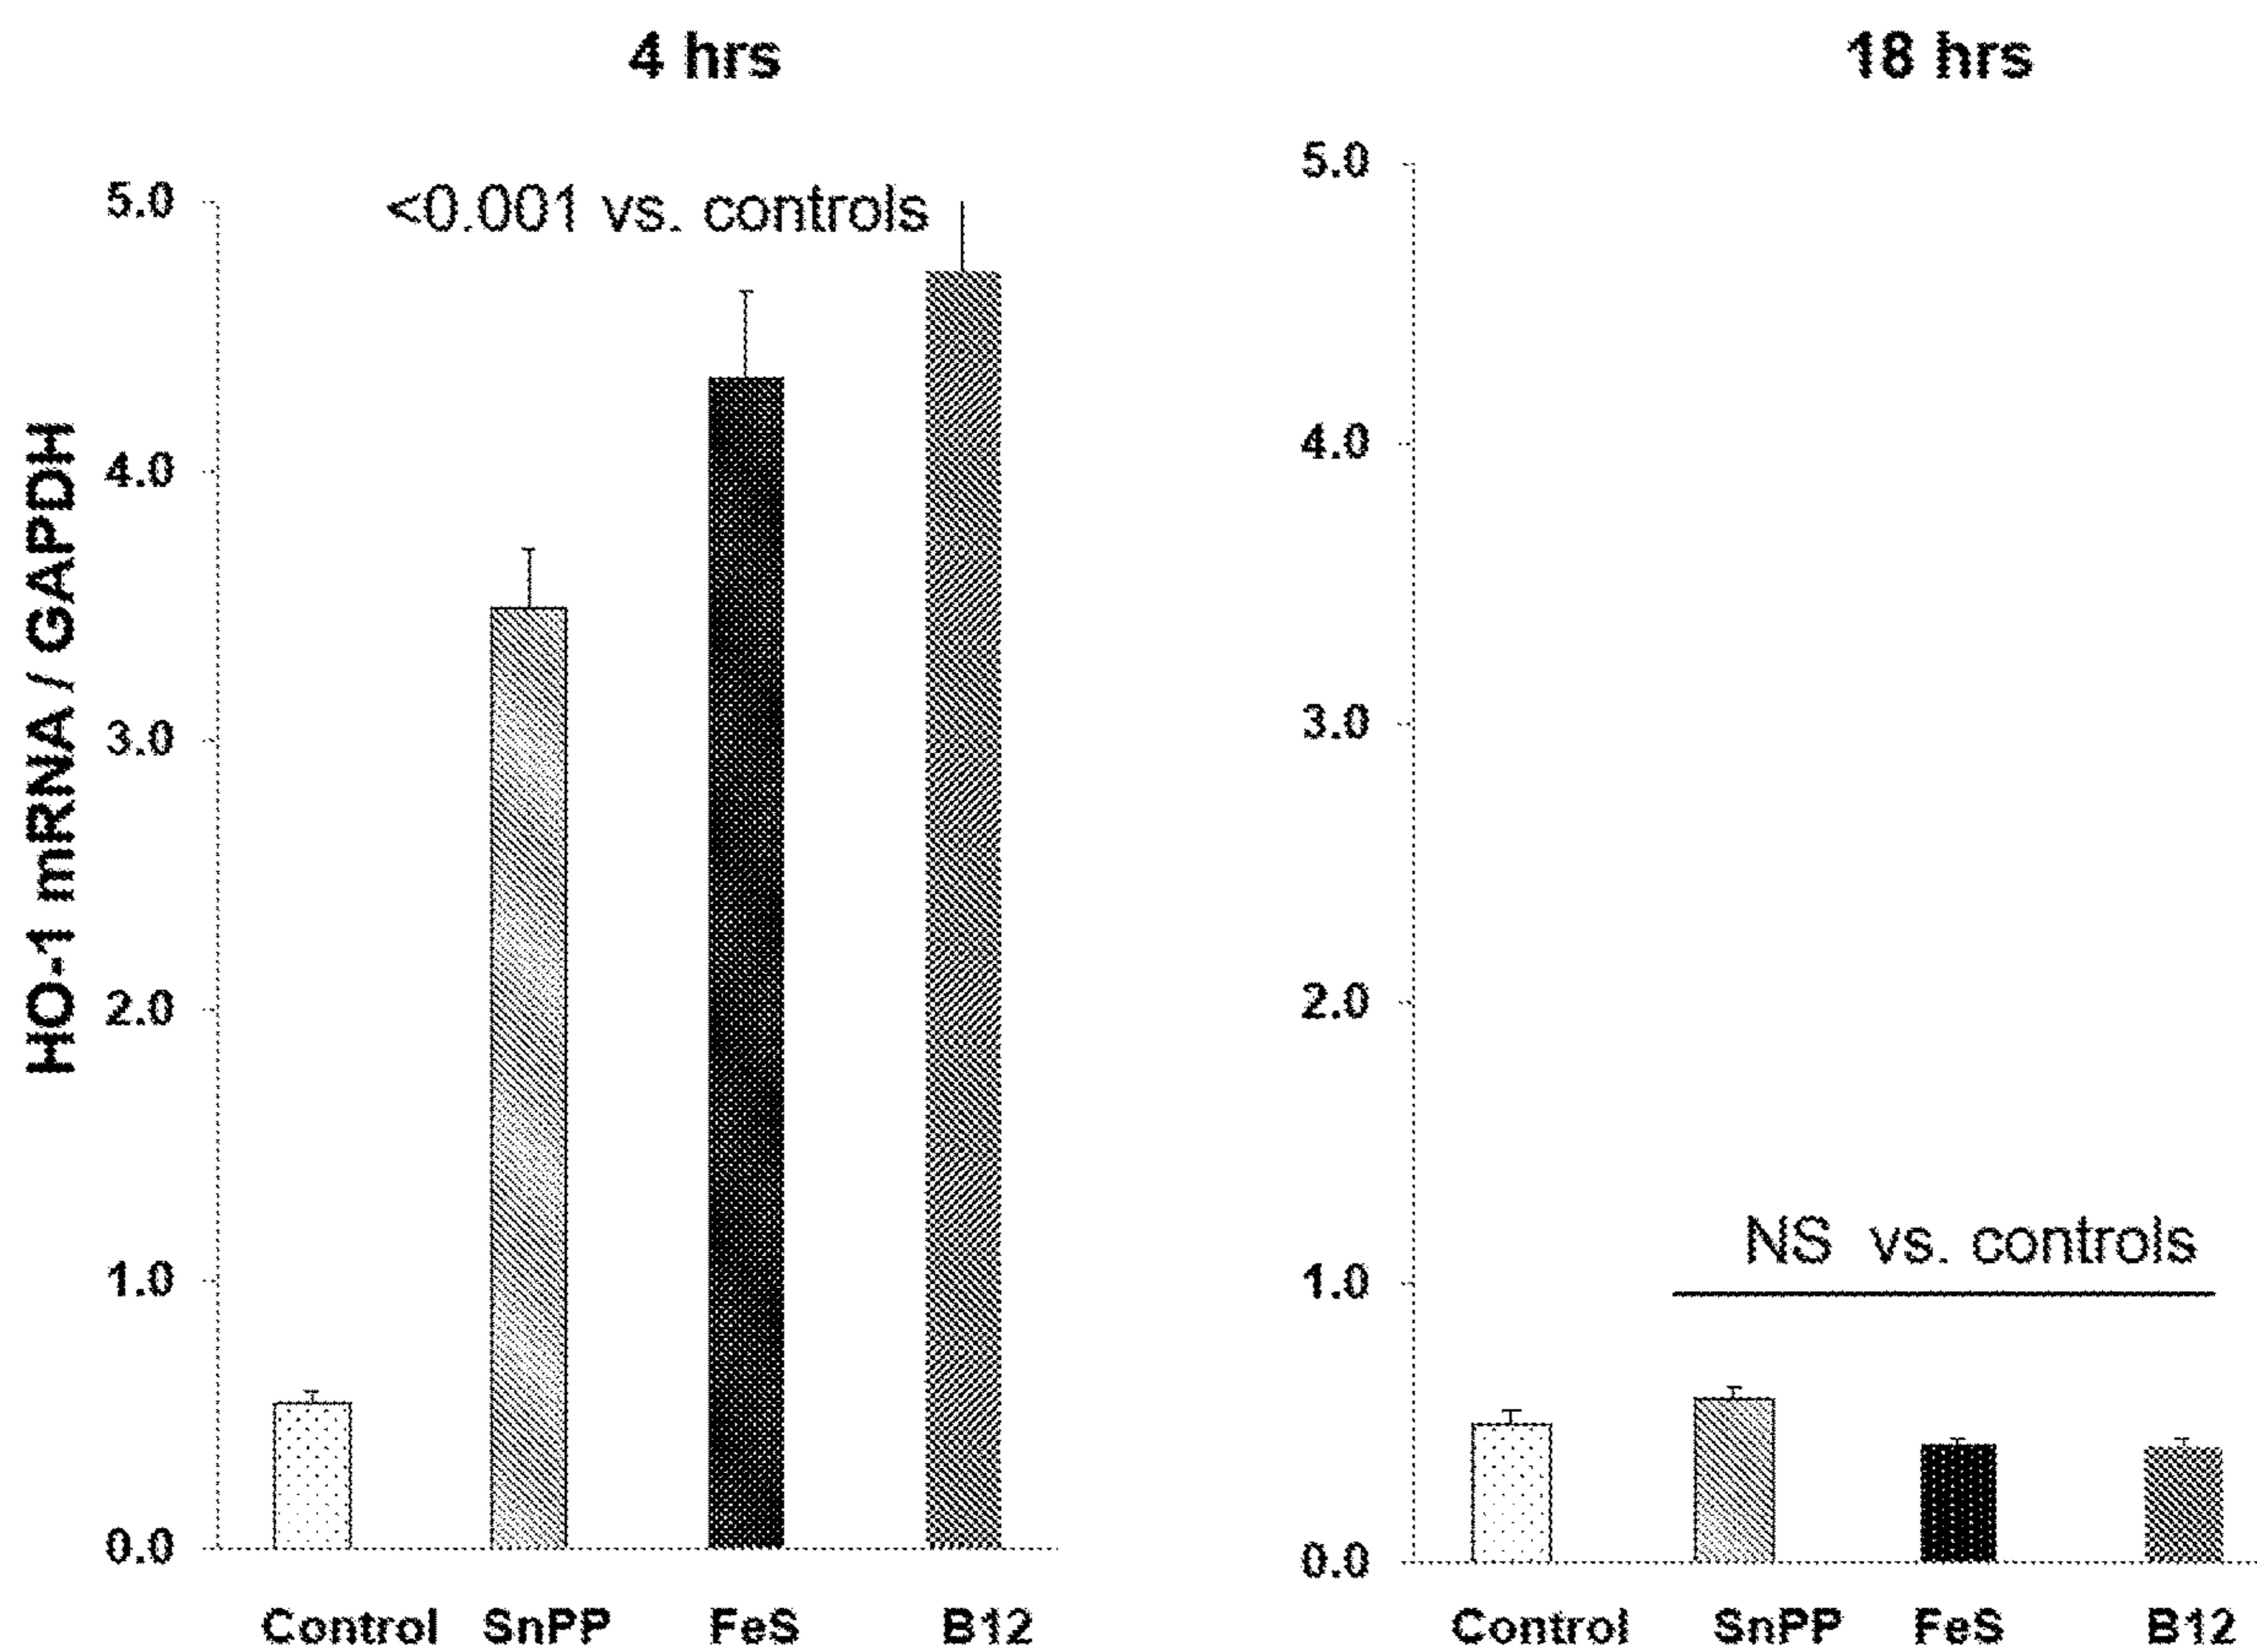 4 hrs
<0.001 vs. controls
HO-1 mRNA / GAPDH
5.0
4.0
3.0
2.0
1.0
0.0
Control SnPP FeS B12
18 hrs
5.0
4.0
3.0
2.0
1.0
0.0
NS vs. controls
Control SnPP FeS B12